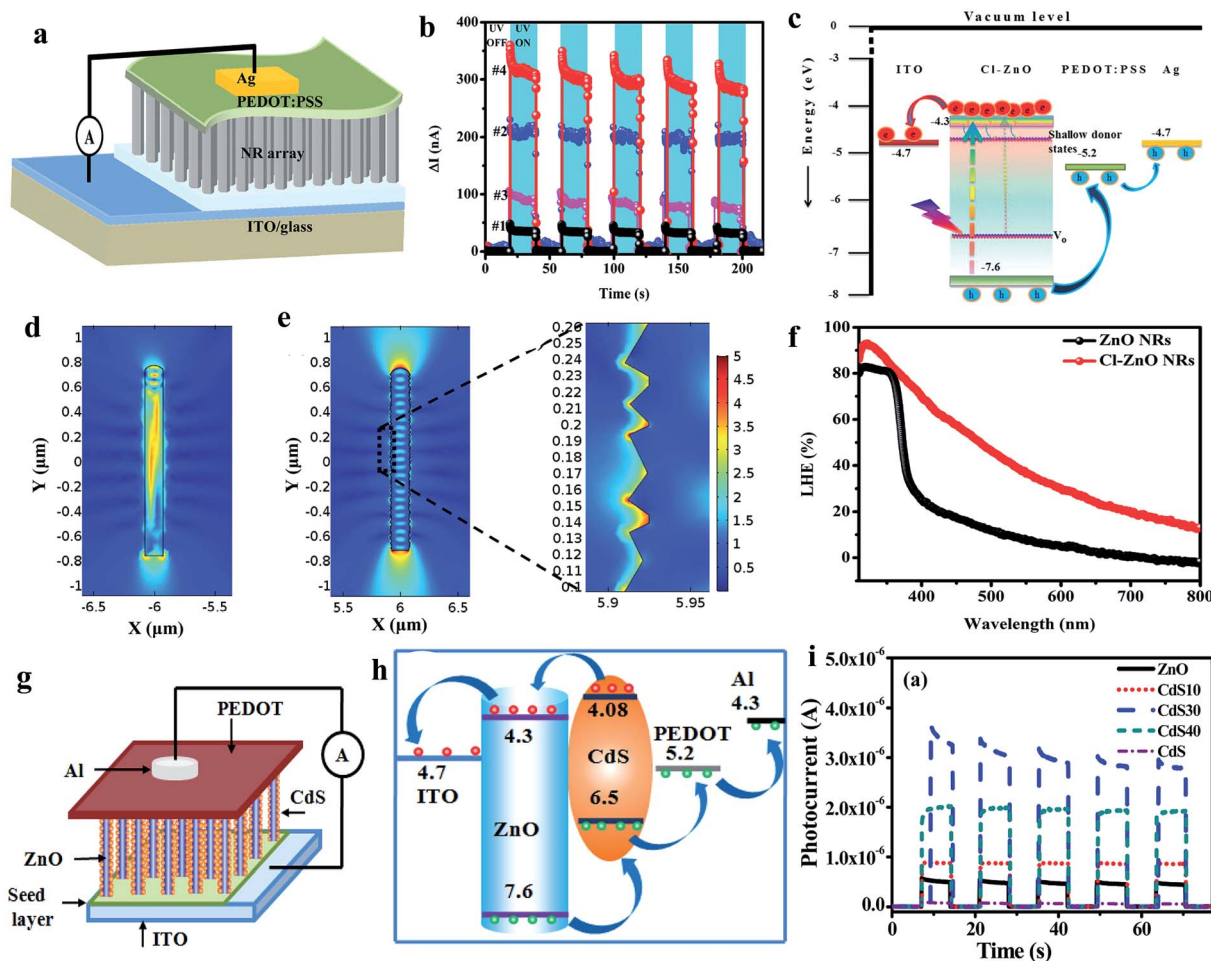 a
Ag
PEDOT:PSS
A
NR array
ITO/glass
b
UV UV
OFF ON
400
300
200
100
0
ΔI (nA)
#4
#2
#3
#1
0 50 100 150 200
Time (s)
c
Vacuum level
0
-3
-4
-5
-6
-7
-8
Energy (eV)
ITO Cl-ZnO PEDOT:PSS Ag
e e e e e e e
e e
-4.3
-4.7
Shallow donor
states
-5.2
-4.7
h h
h h
Vo
-7.6
h h h
d
1
0.8
0.6
0.4
0.2
0
-0.2
-0.4
-0.6
-0.8
-1
Y (µm)
-6.5 -6 -5.5
X (µm)
e
1
0.8
0.6
0.4
0.2
0
-0.2
-0.4
-0.6
-0.8
-1
Y (µm)
5.5 6 6.5
X (µm)
0.26
0.24
0.23
0.22
0.21
0.2
0.19
0.18
0.17
0.16
0.15
0.14
0.13
0.12
0.11
0.1
5.9 5.95
5
4.5
4
3.5
3
2.5
2
1.5
1
0.5
0
f
ZnO NRs
Cl-ZnO NRs
100
80
60
40
20
0
LHE (%)
400 500 600 700 800
Wavelength (nm)
g
PEDOT
Al
A
CdS
ZnO
Seed
layer
ITO
h
4.08
Al
4.3
4.3
CdS
PEDOT
5.2
4.7
ITO
6.5
ZnO
7.6
i
(a)
ZnO
CdS10
CdS30
CdS40
CdS
5.0x10⁻⁶
4.0x10⁻⁶
3.0x10⁻⁶
2.0x10⁻⁶
1.0x10⁻⁶
0.0
Photocurrent (A)
0 20 40 60
Time (s)